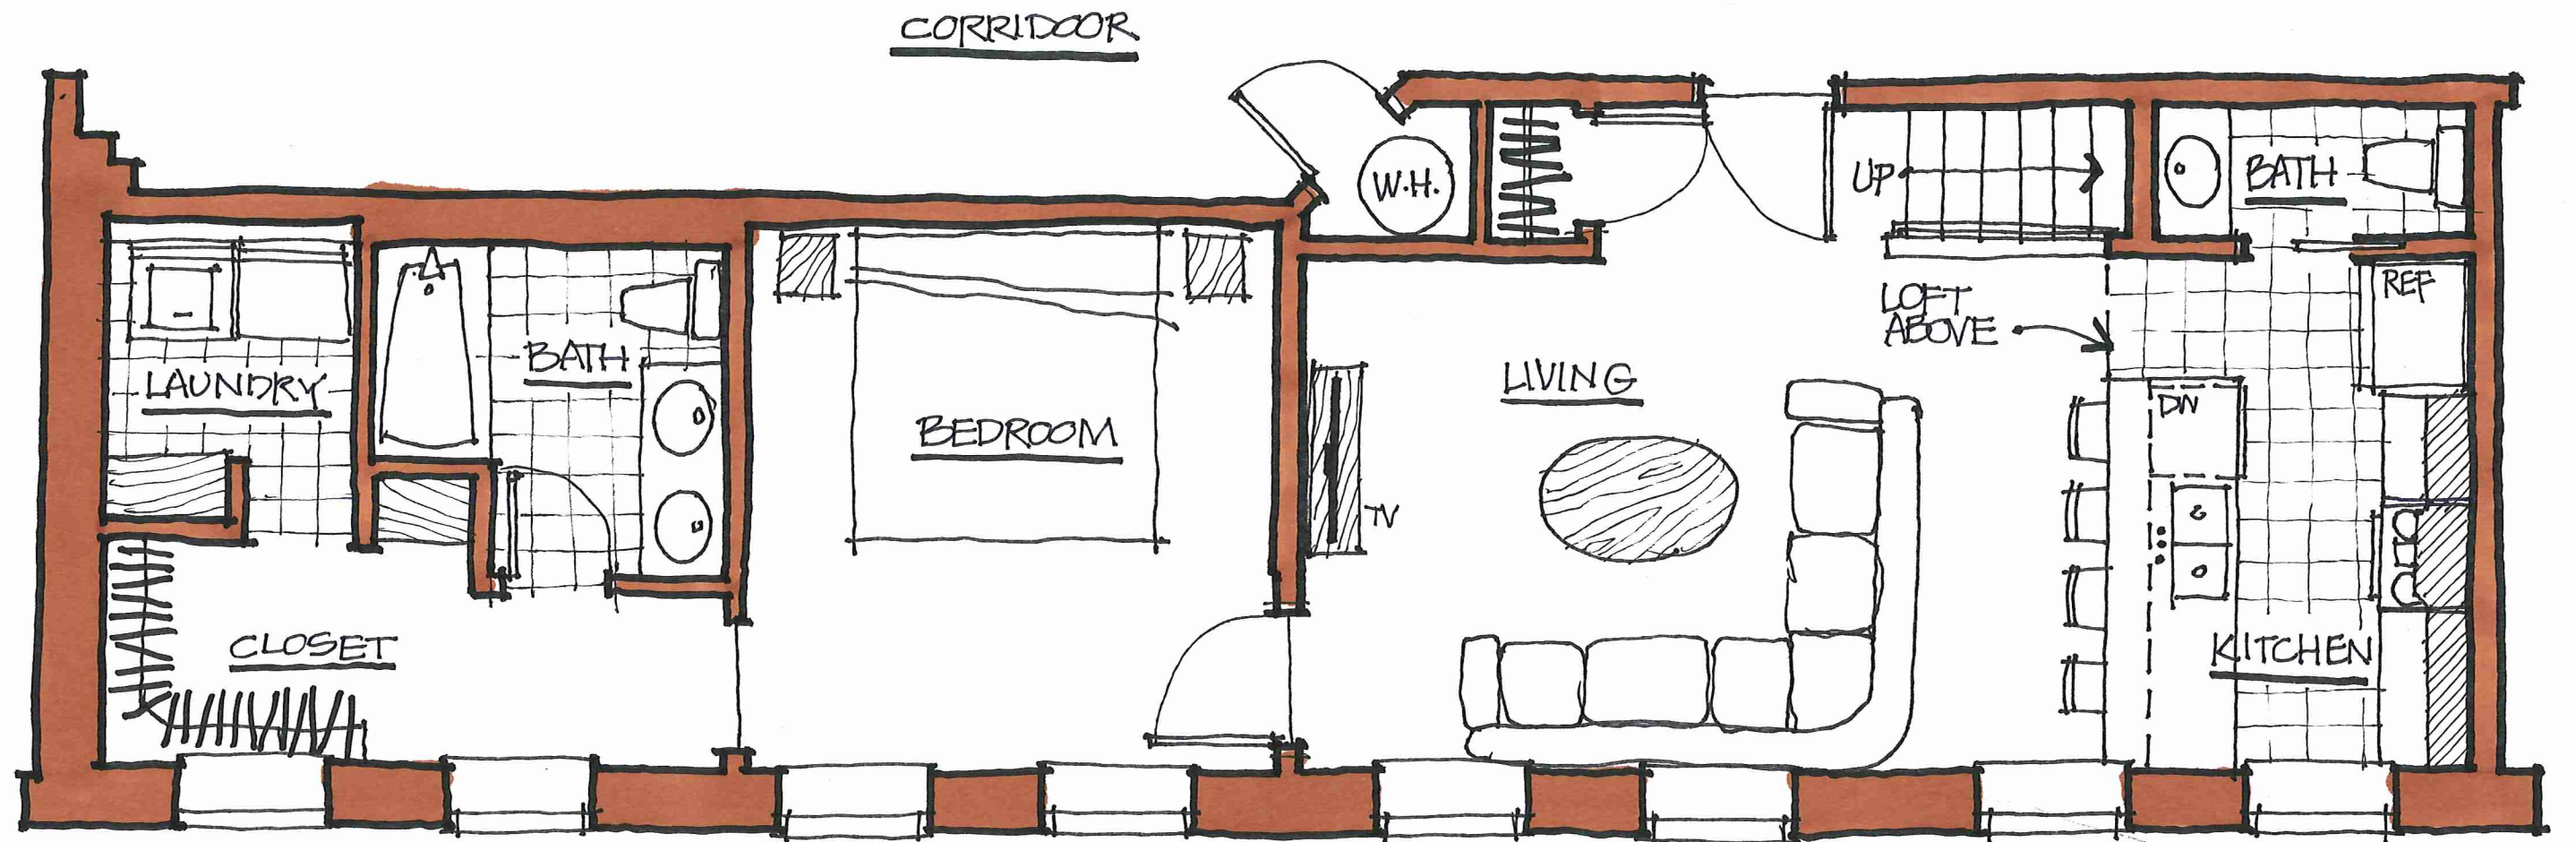 CORRIDOOR
W.H.
UP
BATH
REF
LOFT
ABOVE
BATH
LAUNDRY
LIVING
BEDROOM
DW
TV
CLOSET
KITCHEN